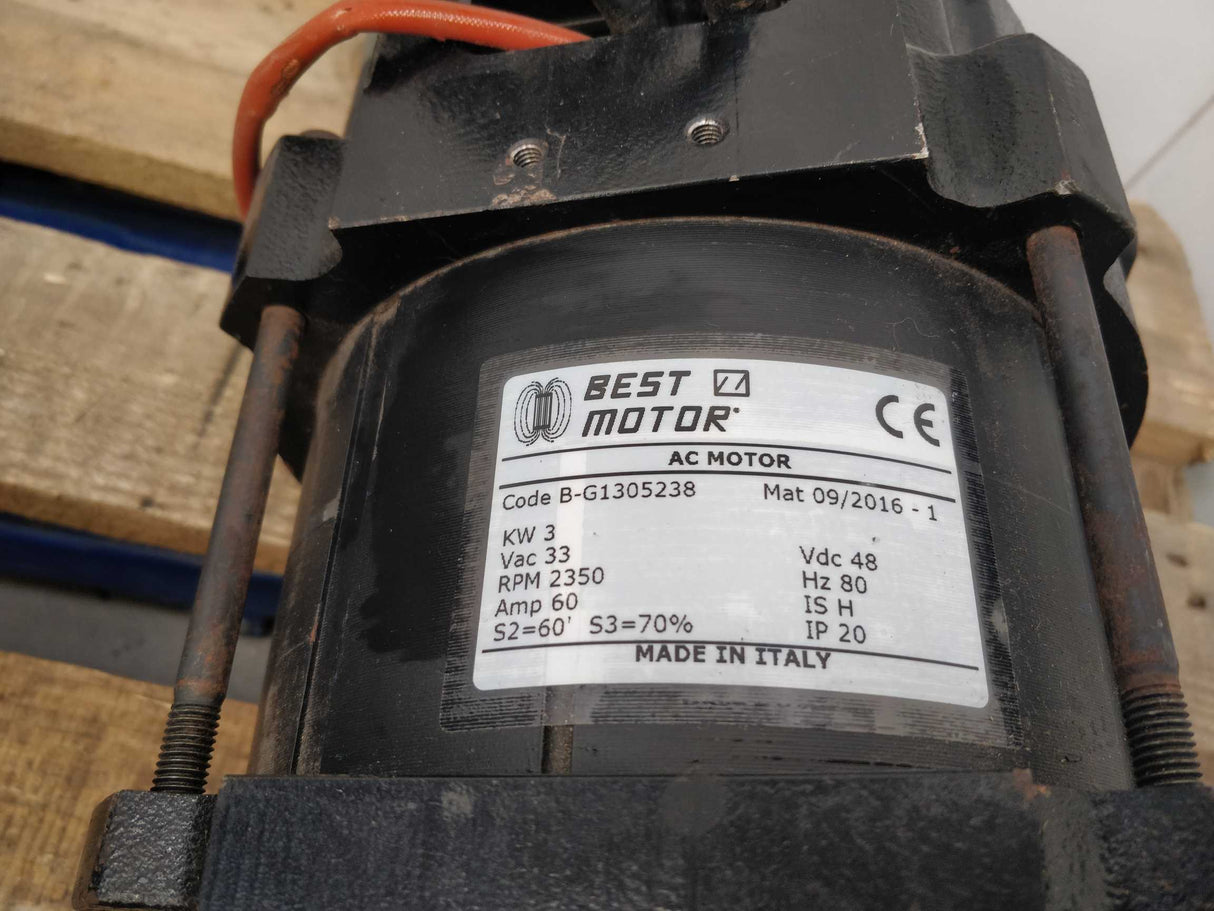 BEST
MOTOR
CE
AC MOTOR
Code B-G1305238 Mat 09/2016 - 1
KW 3
Vac 33 Vdc 48
RPM 2350 Hz 80
Amp 60 IS H
S2=60' S3=70% IP 20
MADE IN ITALY